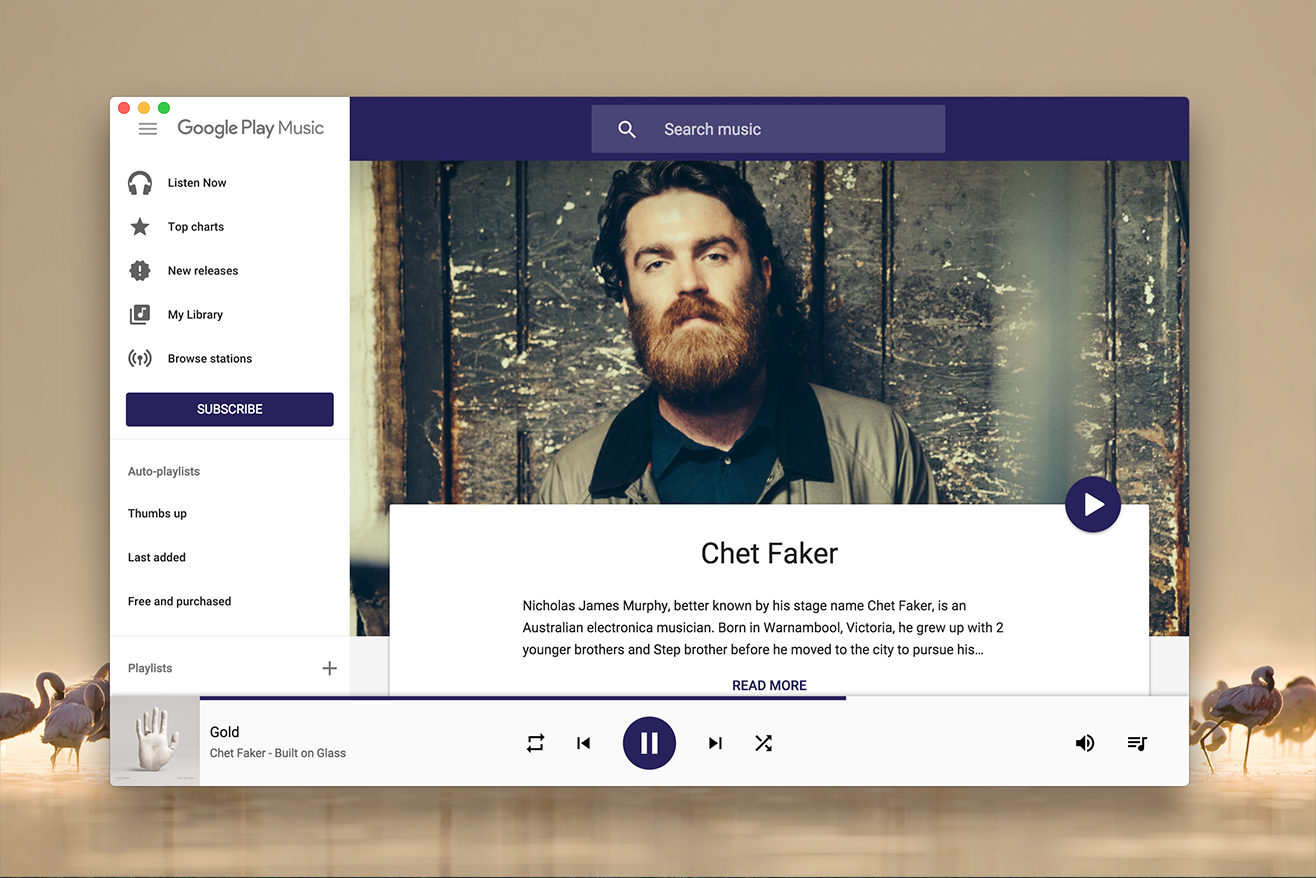 Google Play Music
Search music
Listen Now
Top charts
New releases
My Library
Browse stations
SUBSCRIBE
Auto-playlists
Thumbs up
Last added
Free and purchased
Playlists
Chet Faker
Nicholas James Murphy, better known by his stage name Chet Faker, is an
Australian electronica musician. Born in Warnambool, Victoria, he grew up with 2
younger brothers and Step brother before he moved to the city to pursue his…
READ MORE
Gold
Chet Faker - Built on Glass